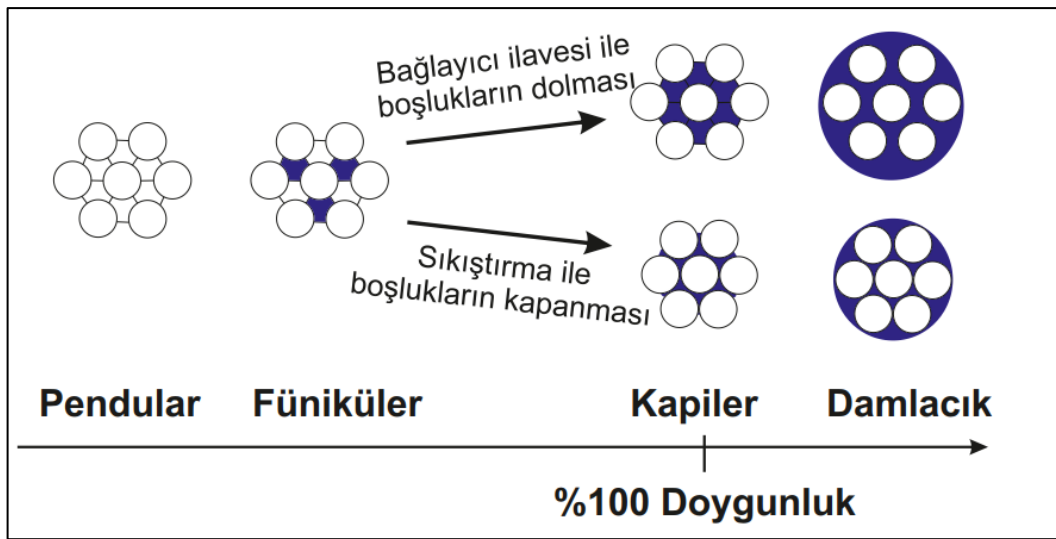 Bağlayıcı ilavesi ile
boşlukların dolması
Sıkıştırma ile
boşlukların kapanması
Pendular
Füniküler
Kapiler
Damlacık
%100 Doygunluk